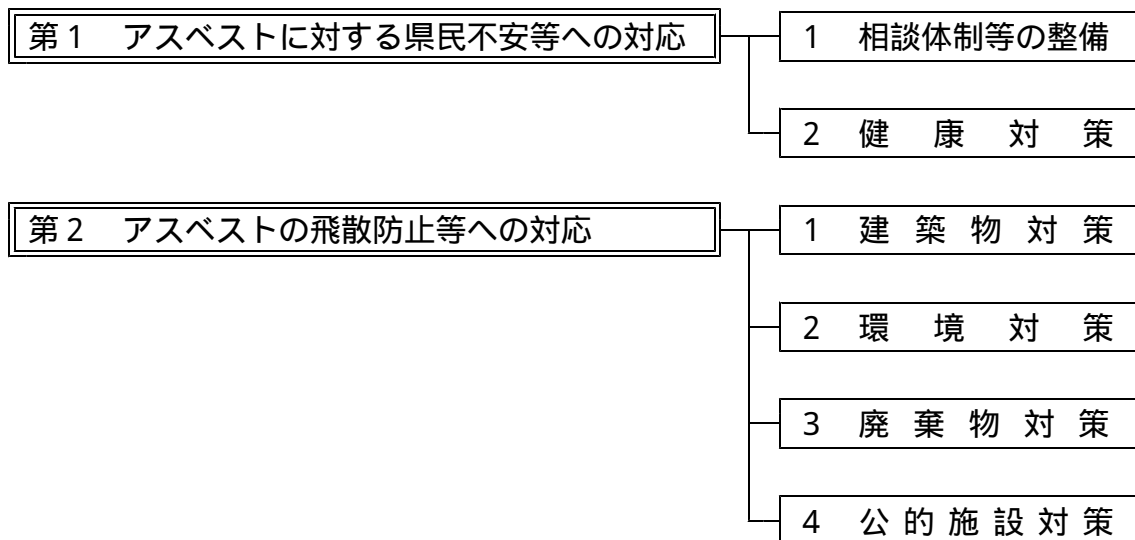 第1 アスベストに対する県民不安等への対応
1 相談体制等の整備
2 健康対策
第2 アスベストの飛散防止等への対応
1 建築物対策
2 環境対策
3 廃棄物対策
4 公的施設対策